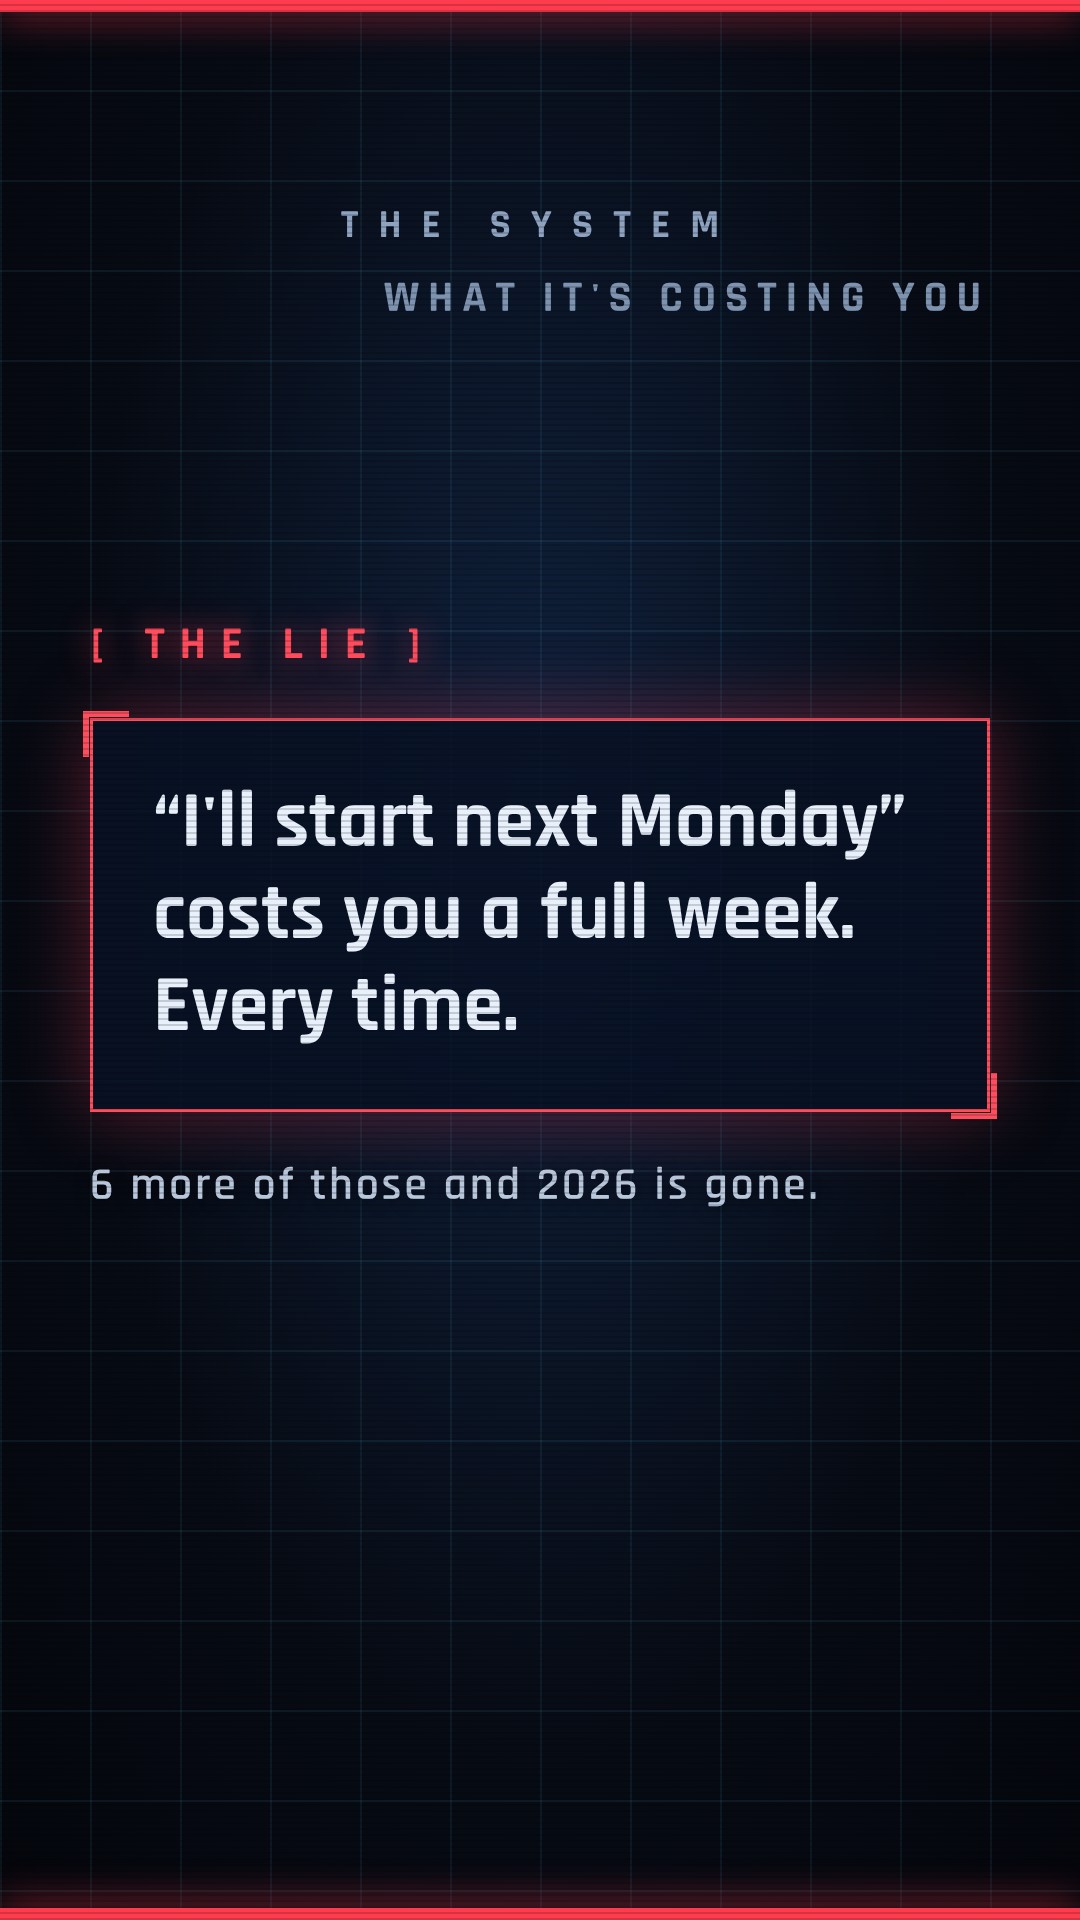 THE SYSTEM
WHAT IT'S COSTING YOU
[ THE LIE ]
“I'll start next Monday”
costs you a full week.
Every time.
6 more of those and 2026 is gone.